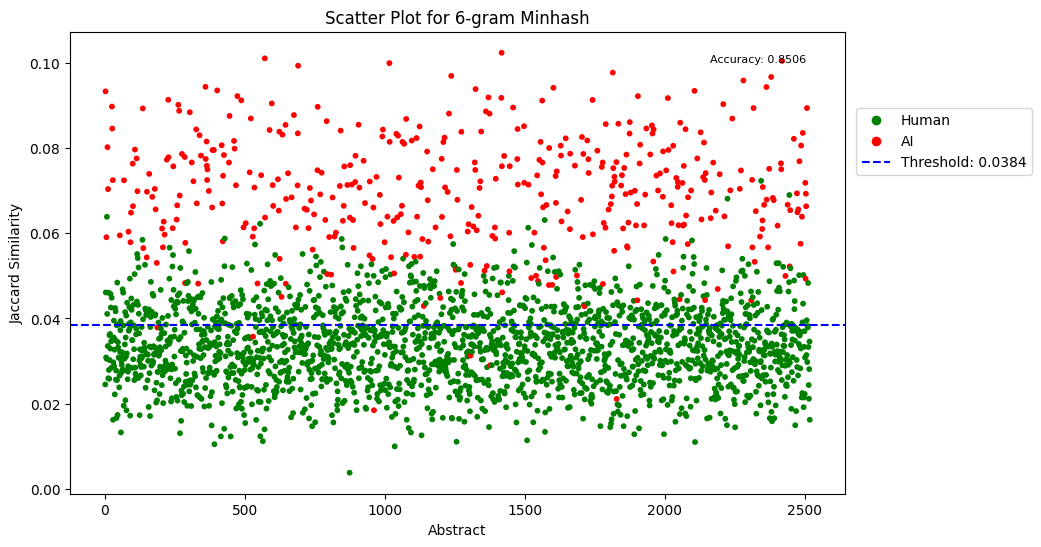 Scatter Plot for 6-gram Minhash
Accuracy: 0.8506
Human
AI
Threshold: 0.0384
Jaccard Similarity
0.10
0.08
0.06
0.04
0.02
0.00
0
500
1000
1500
2000
2500
Abstract